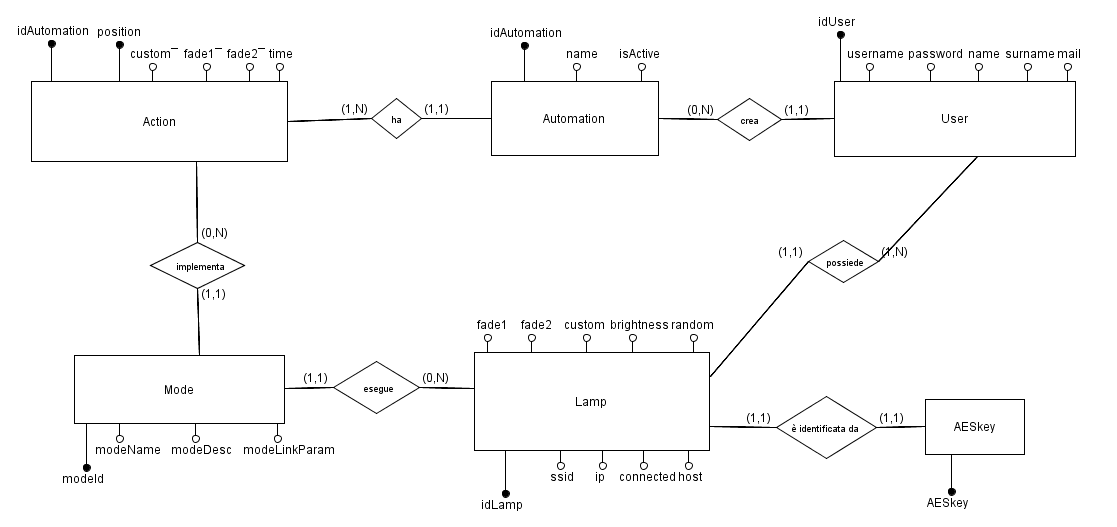 idAutomation position
custom¯ fade1¯ fade2¯ time
Action
(1,N) ha (1,1)
idAutomation
name isActive
Automation
(0,N) crea (1,1)
idUser
username password name surname mail
User
(0,N)
implementa
(1,1)
(1,1) possiede (1,N)
Mode
modeName modeDesc modeLinkParam
modeId
(1,1) esegue (0,N)
fade1 fade2 custom brightness random
Lamp
ssid ip connected host
idLamp
(1,1) è identificata da (1,1)
AESkey
AESkey